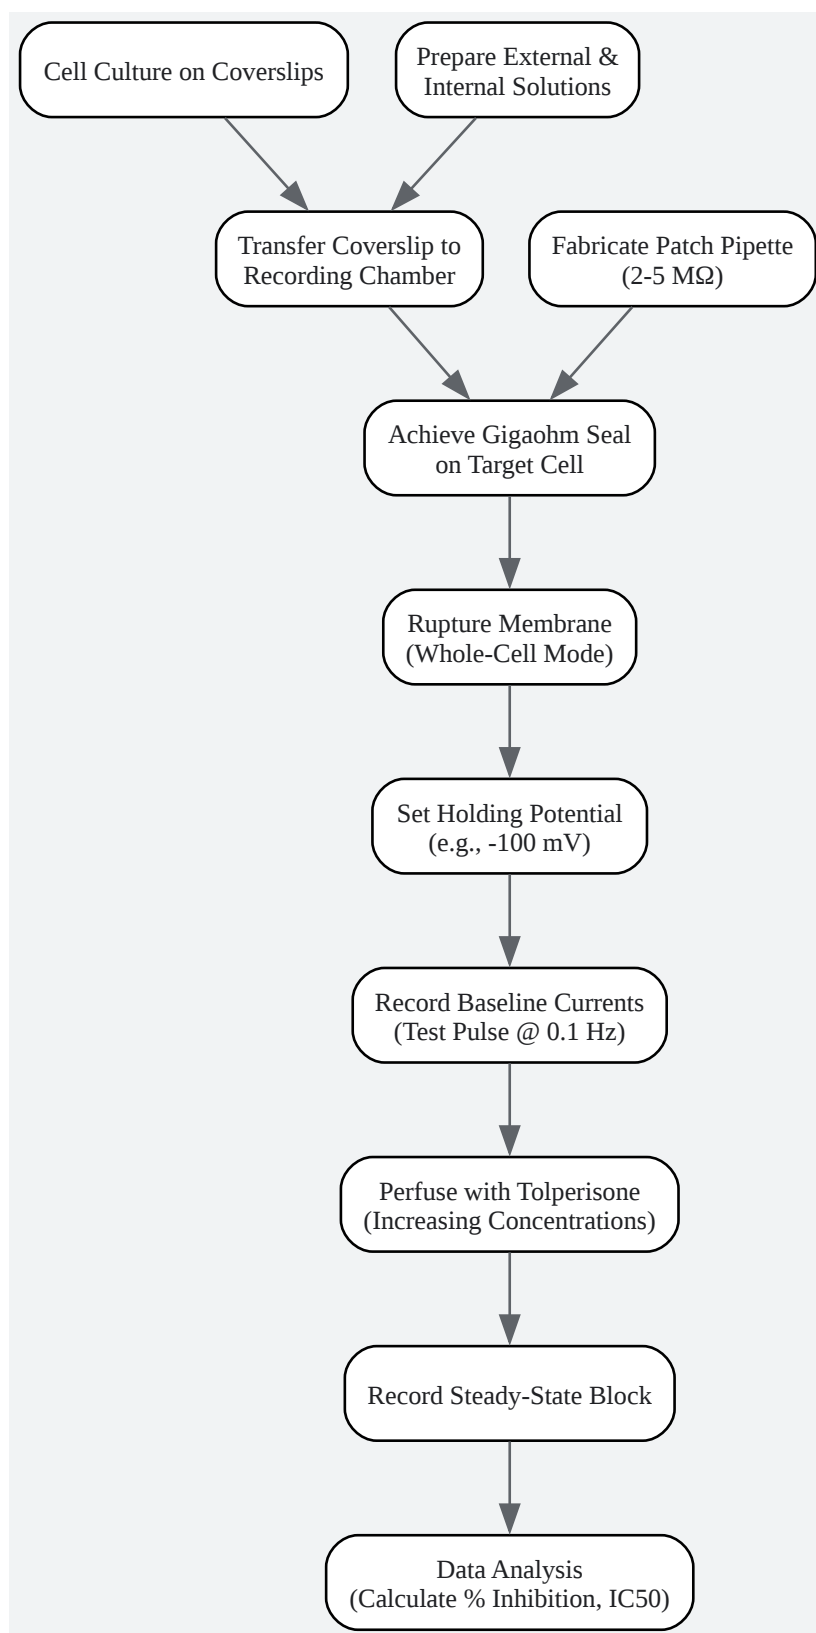 Cell Culture on Coverslips
Prepare External &
Internal Solutions
Transfer Coverslip to
Recording Chamber
Fabricate Patch Pipette
(2-5 MΩ)
Achieve Gigaohm Seal
on Target Cell
Rupture Membrane
(Whole-Cell Mode)
Set Holding Potential
(e.g., -100 mV)
Record Baseline Currents
(Test Pulse @ 0.1 Hz)
Perfuse with Tolperisone
(Increasing Concentrations)
Record Steady-State Block
Data Analysis
(Calculate % Inhibition, IC50)